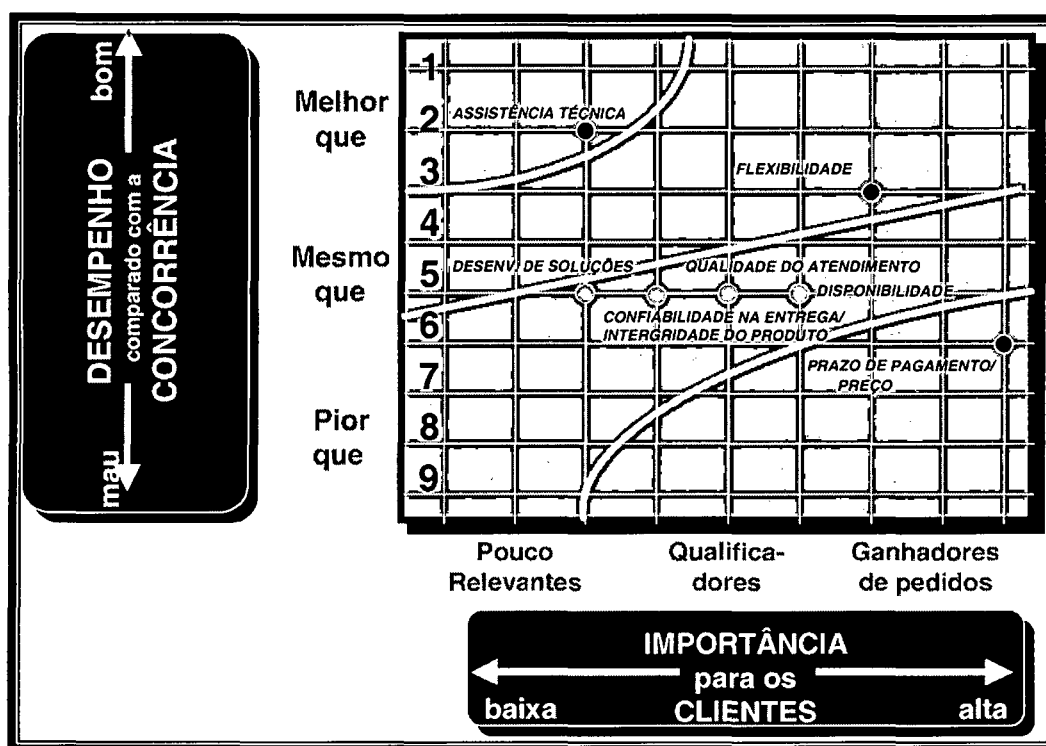 bom
DESEMPENHO
comparado com a
CONCORRÊNCIA
mau
Melhor
que
Mesmo
que
Pior
que
1
2
3
4
5
6
7
8
9
ASSISTÊNCIA TÉCNICA
FLEXIBILIDADE
DESENV. DE SOLUÇÕES
QUALIDADE DO ATENDIMENTO
DISPONIBILIDADE
CONFIABILIDADE NA ENTREGA/
INTERGRIDADE DO PRODUTO
PRAZO DE PAGAMENTO/
PREÇO
Pouco
Relevantes
Qualifica-
dores
Ganhadores
de pedidos
IMPORTÂNCIA
para os
baixa
CLIENTES
alta